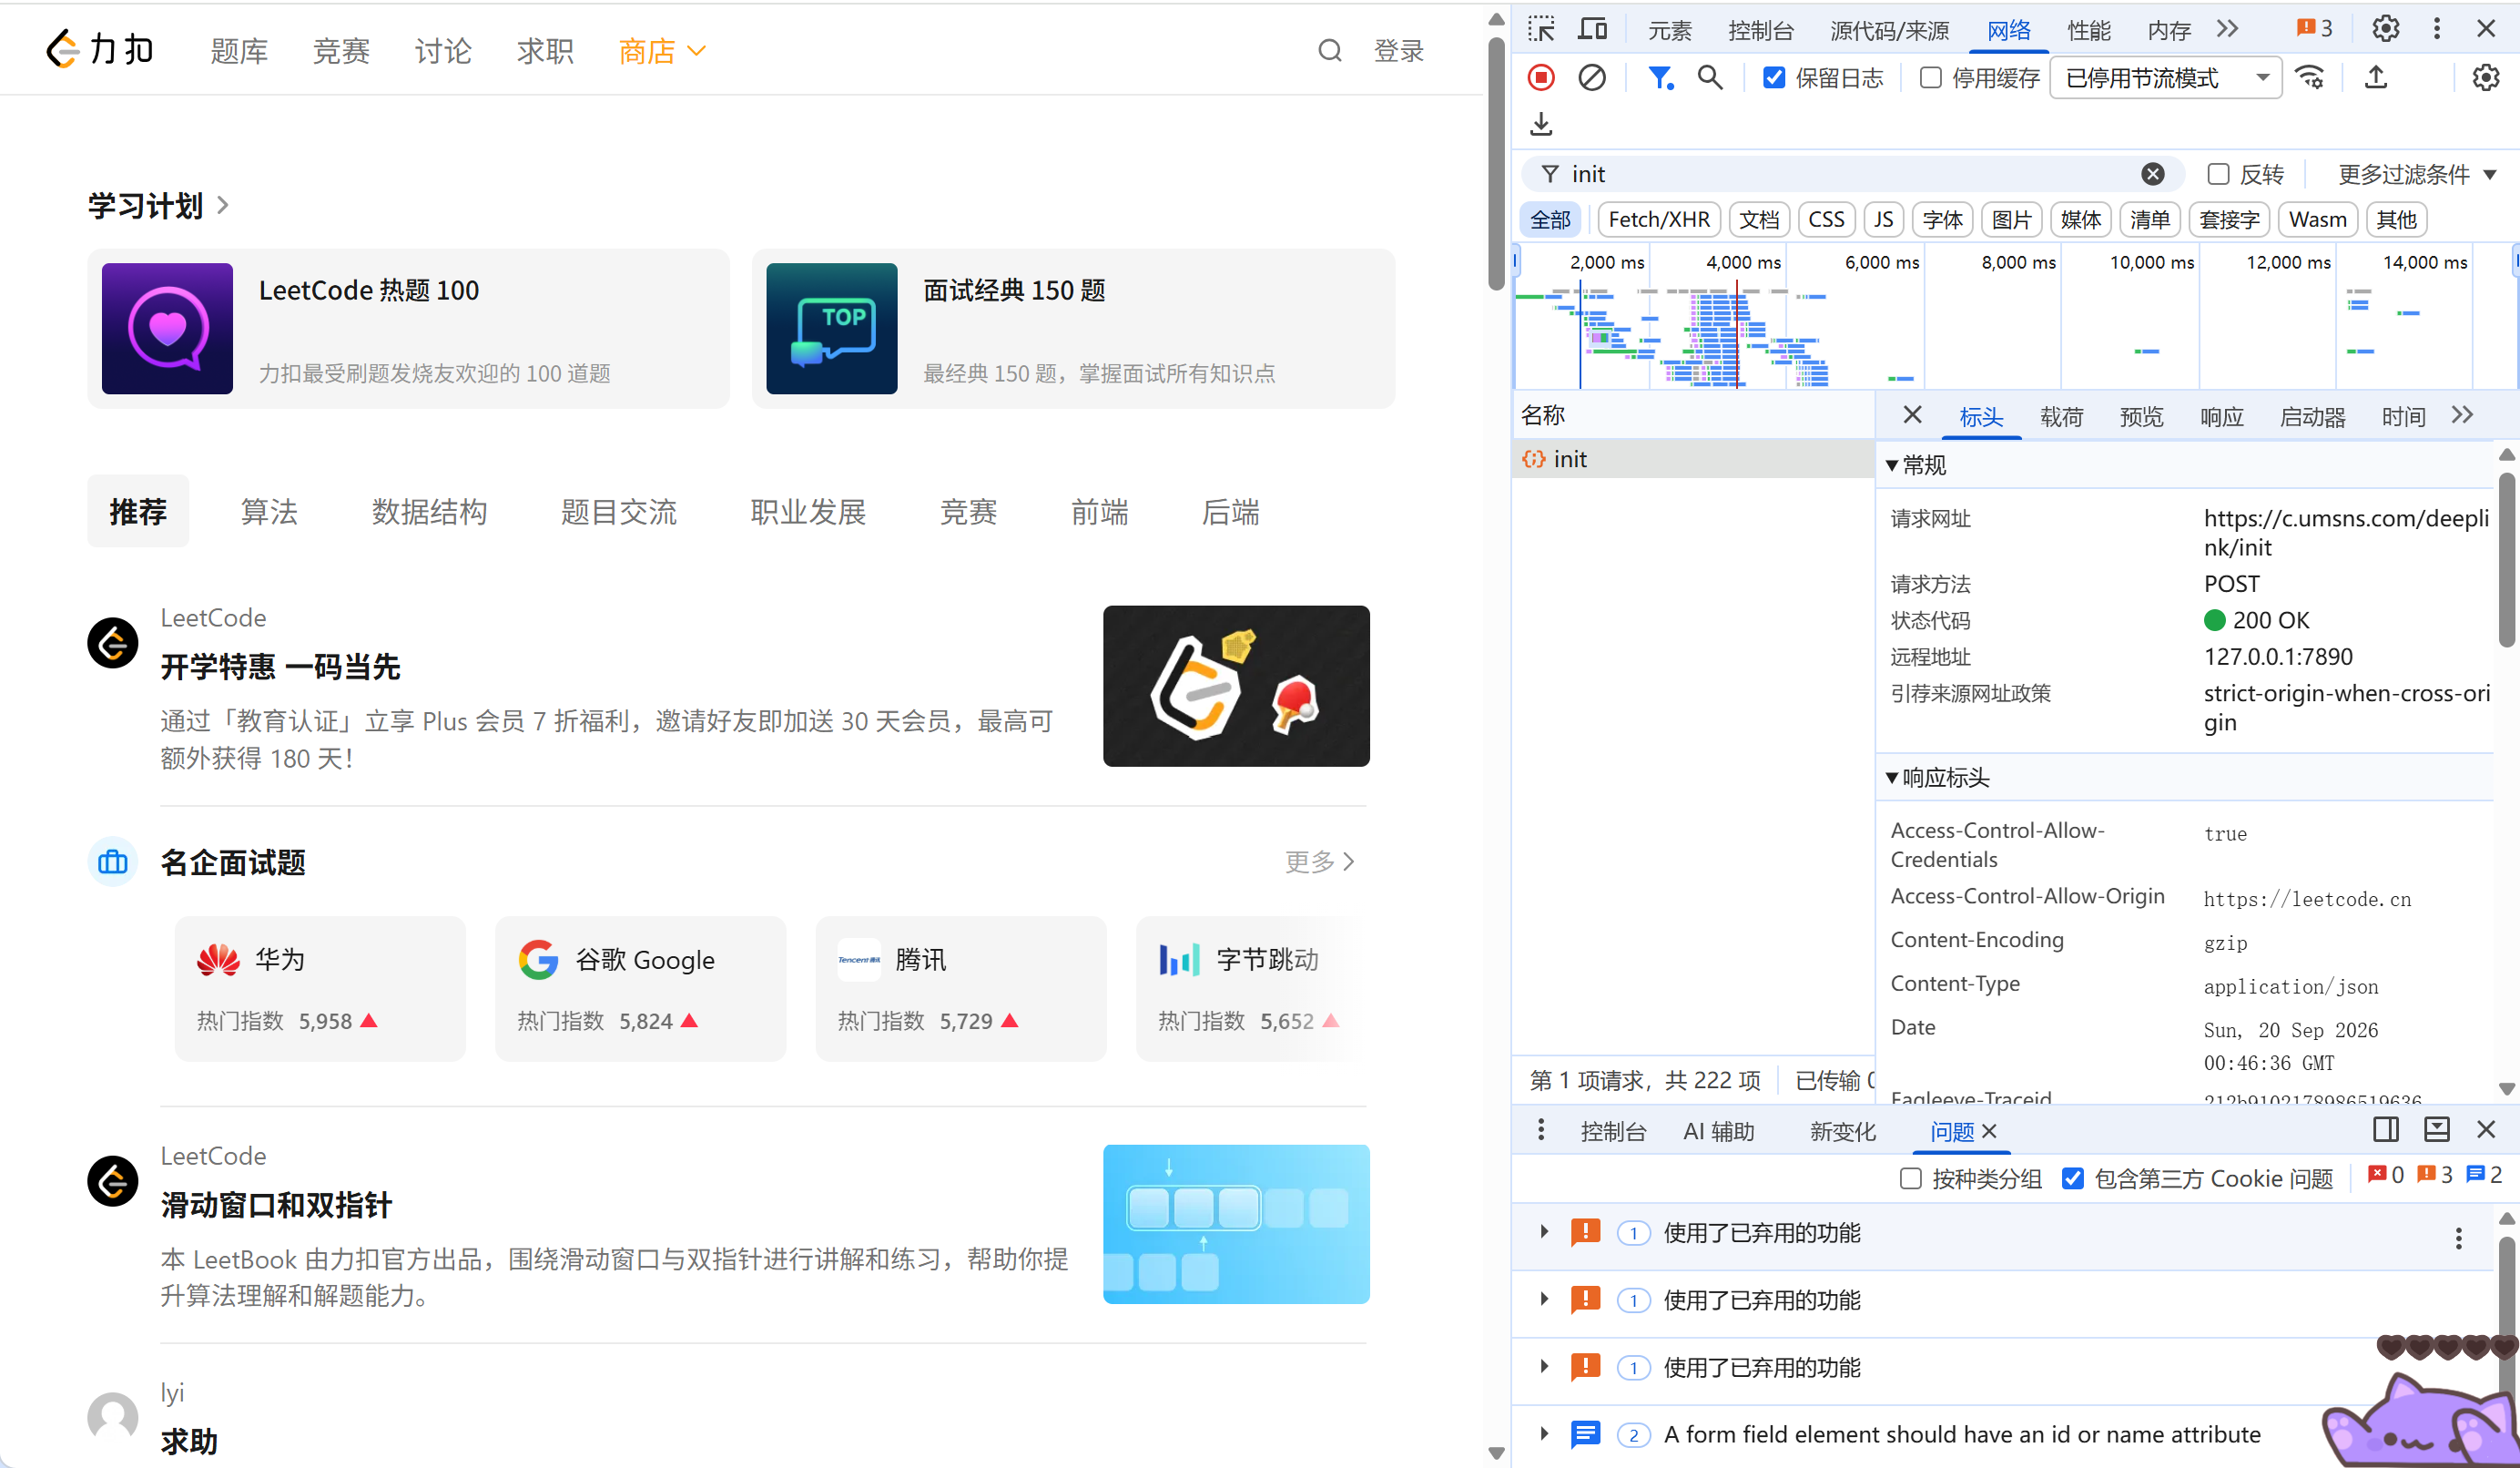 力扣 题库 竞赛 讨论 求职 商店 登录
学习计划
LeetCode 热题 100
力扣最受刷题发烧友欢迎的 100 道题
TOP
面试经典 150 题
最经典 150 题，掌握面试所有知识点
推荐 算法 数据结构 题目交流 职业发展 竞赛 前端 后端
LeetCode
开学特惠 一码当先
通过「教育认证」立享 Plus 会员 7 折福利，邀请好友即加送 30 天会员，最高可
额外获得 180 天！
名企面试题 更多
华为
热门指数 5,958
谷歌 Google
热门指数 5,824
Tencent 腾讯
腾讯
热门指数 5,729
字节跳动
热门指数 5,652
LeetCode
滑动窗口和双指针
本 LeetBook 由力扣官方出品，围绕滑动窗口与双指针进行讲解和练习，帮助你提
升算法理解和解题能力。
lyi
求助
元素 控制台 源代码/来源 网络 性能 内存 3
保留日志 停用缓存 已停用节流模式
init 反转 更多过滤条件
全部 Fetch/XHR 文档 CSS JS 字体 图片 媒体 清单 套接字 Wasm 其他
2,000 ms 4,000 ms 6,000 ms 8,000 ms 10,000 ms 12,000 ms 14,000 ms
名称
init
第 1 项请求，共 222 项 已传输
标头 载荷 预览 响应 启动器 时间
常规
请求网址 https://c.umsns.com/deepli
nk/init
请求方法 POST
状态代码 200 OK
远程地址 127.0.0.1:7890
引荐来源网址政策 strict-origin-when-cross-ori
gin
响应标头
Access-Control-Allow-
Credentials true
Access-Control-Allow-Origin https://leetcode.cn
Content-Encoding gzip
Content-Type application/json
Date Sun, 20 Sep 2026
00:46:36 GMT
Eagleeye-Traceid
控制台 AI 辅助 新变化 问题
按种类分组 包含第三方 Cookie 问题 0 3 2
1 使用了已弃用的功能
1 使用了已弃用的功能
1 使用了已弃用的功能
2 A form field element should have an id or name attribute